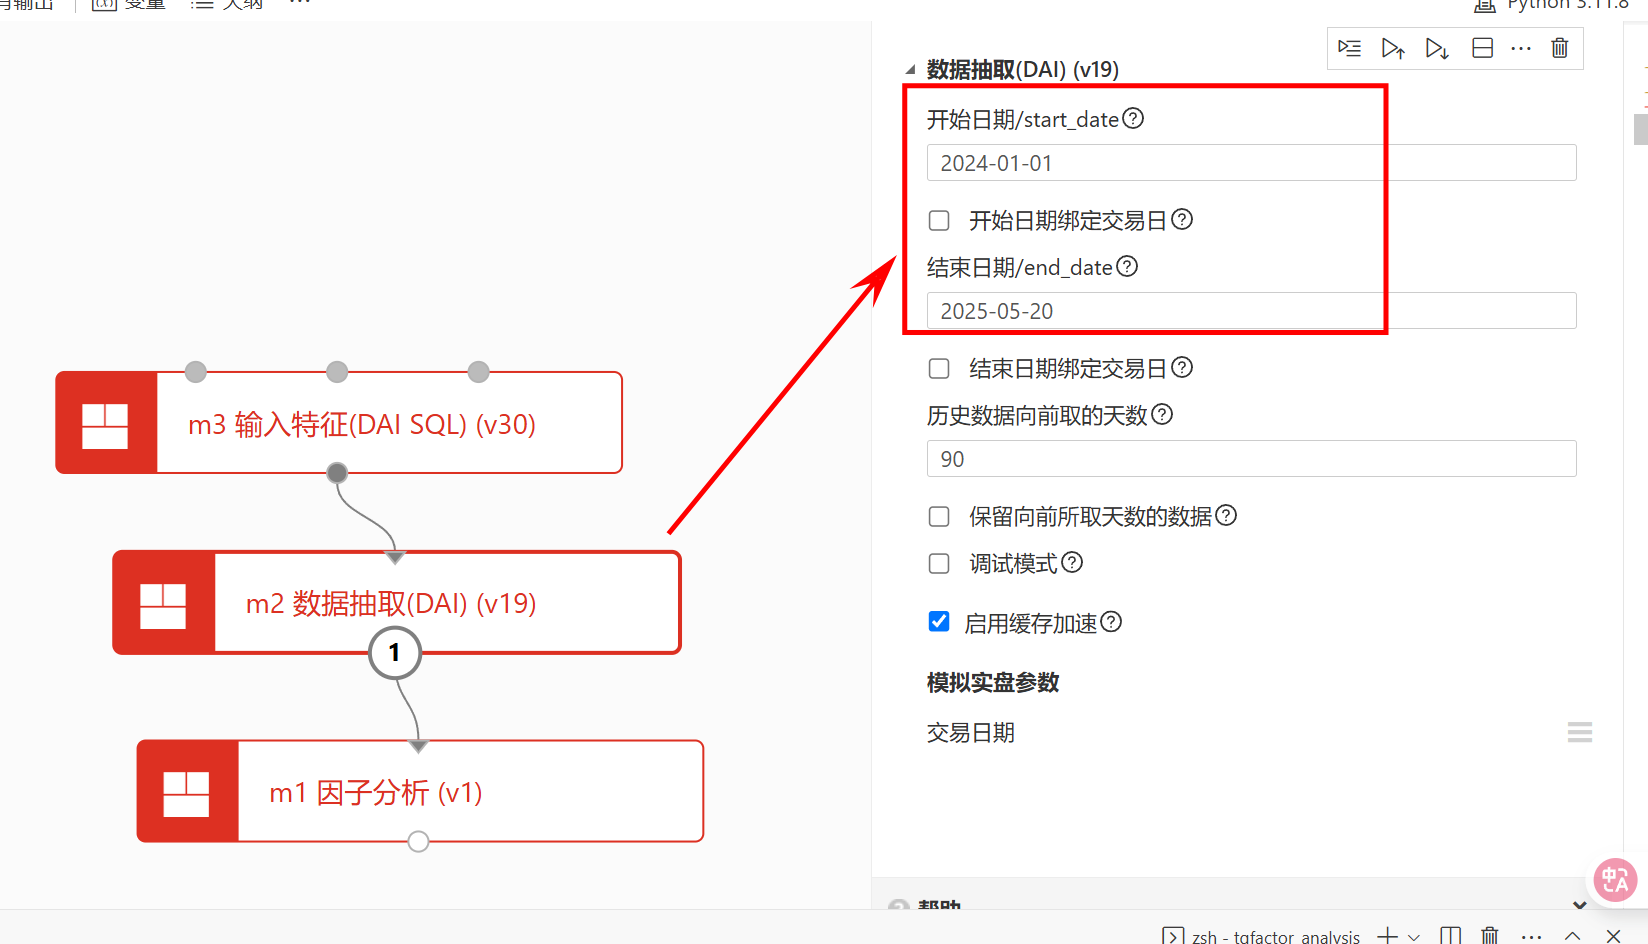 有输出
变量
大纲
Python 3.11.8
数据抽取(DAI) (v19)
开始日期/start_date
2024-01-01
开始日期绑定交易日
结束日期/end_date
2025-05-20
结束日期绑定交易日
历史数据向前取的天数
90
保留向前所取天数的数据
调试模式
启用缓存加速
模拟实盘参数
交易日期
帮助
m3 输入特征(DAI SQL) (v30)
m2 数据抽取(DAI) (v19)
1
m1 因子分析 (v1)
zsh - tgfactor_analysis